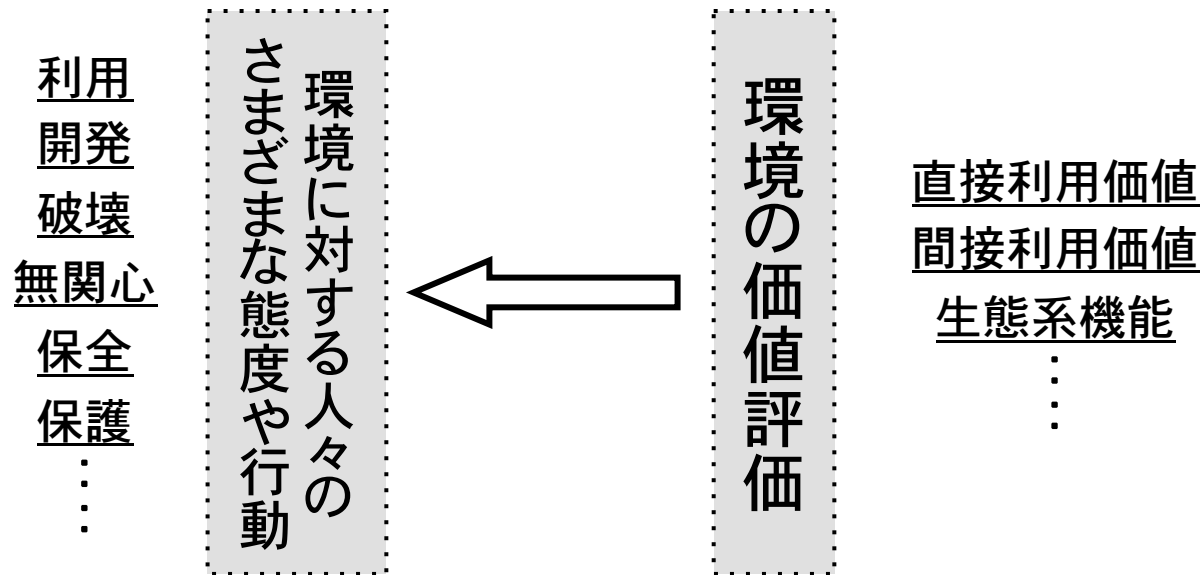 利用
開発
破壊
無関心
保全
保護
環境に対する人々の
さまざまな態度や行動
環境の価値評価
直接利用価値
間接利用価値
生態系機能